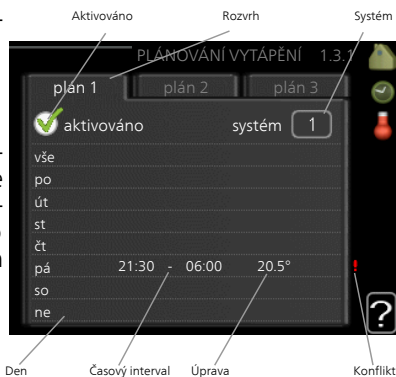 Aktivováno Rozvrh Systém
PLÁNOVÁNÍ VYTÁPĚNÍ 1.3.1
plán 1 plán 2 plán 3
aktivováno systém 1
vše
po
út
st
čt
pá 21:30 - 06:00 20.5° !
so
ne
?
Den Časový interval Úprava Konflikt